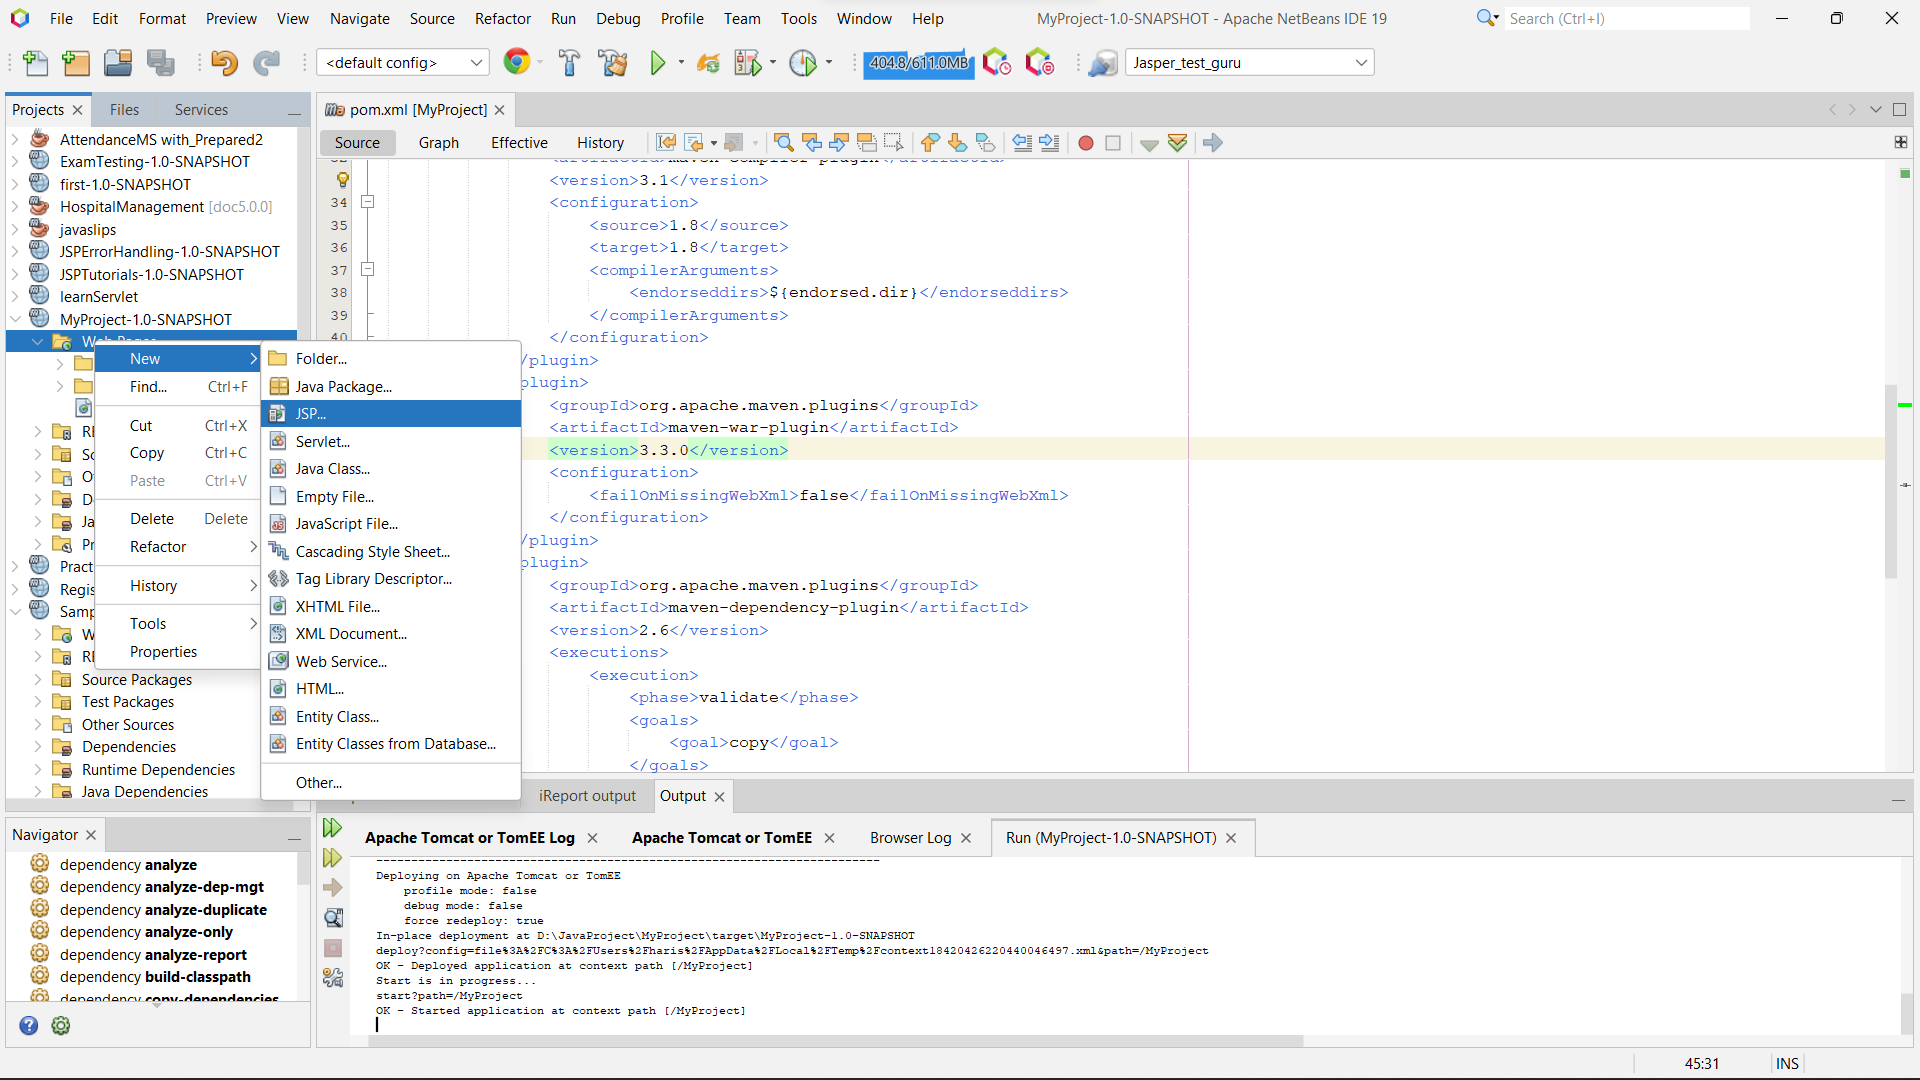 File Edit Format Preview View Navigate Source Refactor Run Debug Profile Team Tools Window Help
MyProject-1.0-SNAPSHOT - Apache NetBeans IDE 19
Search (Ctrl+I)
<default config>
404.8/611.0MB
Jasper_test_guru
Projects Files Services
AttendanceMS with_Prepared2
ExamTesting-1.0-SNAPSHOT
first-1.0-SNAPSHOT
HospitalManagement [doc5.0.0]
javaslips
JSPErrorHandling-1.0-SNAPSHOT
JSPTutorials-1.0-SNAPSHOT
learnServlet
MyProject-1.0-SNAPSHOT
Source Packages
Test Packages
Other Sources
Dependencies
Runtime Dependencies
Java Dependencies
New
Find... Ctrl+F
Cut Ctrl+X
Copy Ctrl+C
Paste Ctrl+V
Delete Delete
Refactor
History
Tools
Properties
Folder...
Java Package...
JSP...
Servlet...
Java Class...
Empty File...
JavaScript File...
Cascading Style Sheet...
Tag Library Descriptor...
XHTML File...
XML Document...
Web Service...
HTML...
Entity Class...
Entity Classes from Database...
Other...
pom.xml [MyProject]
Source Graph Effective History
<version>3.1</version>
34 <configuration>
35 <source>1.8</source>
36 <target>1.8</target>
37 <compilerArguments>
38 <endorseddirs>${endorsed.dir}</endorseddirs>
39 </compilerArguments>
40 </configuration>
/plugin>
plugin>
<groupId>org.apache.maven.plugins</groupId>
<artifactId>maven-war-plugin</artifactId>
<version>3.3.0</version>
<configuration>
<failOnMissingWebXml>false</failOnMissingWebXml>
</configuration>
/plugin>
plugin>
<groupId>org.apache.maven.plugins</groupId>
<artifactId>maven-dependency-plugin</artifactId>
<version>2.6</version>
<executions>
<execution>
<phase>validate</phase>
<goals>
<goal>copy</goal>
</goals>
iReport output Output
Apache Tomcat or TomEE Log Apache Tomcat or TomEE Browser Log Run (MyProject-1.0-SNAPSHOT)
Deploying on Apache Tomcat or TomEE
profile mode: false
debug mode: false
force redeploy: true
In-place deployment at D:\JavaProject\MyProject\target\MyProject-1.0-SNAPSHOT
deploy?config=file%3A%2FC%3A%2FUsers%2Fharis%2FAppData%2FLocal%2FTemp%2Fcontext18420426220440046497.xml&path=/MyProject
OK - Deployed application at context path [/MyProject]
Start is in progress...
start?path=/MyProject
OK - Started application at context path [/MyProject]
Navigator
dependency analyze
dependency analyze-dep-mgt
dependency analyze-duplicate
dependency analyze-only
dependency analyze-report
dependency build-classpath
dependency copy-dependencies
45:31 INS